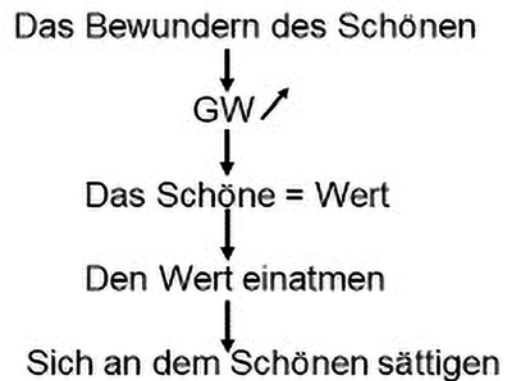 Das Bewundern des Schönen
GW
Das Schöne = Wert
Den Wert einatmen
Sich an dem Schönen sättigen